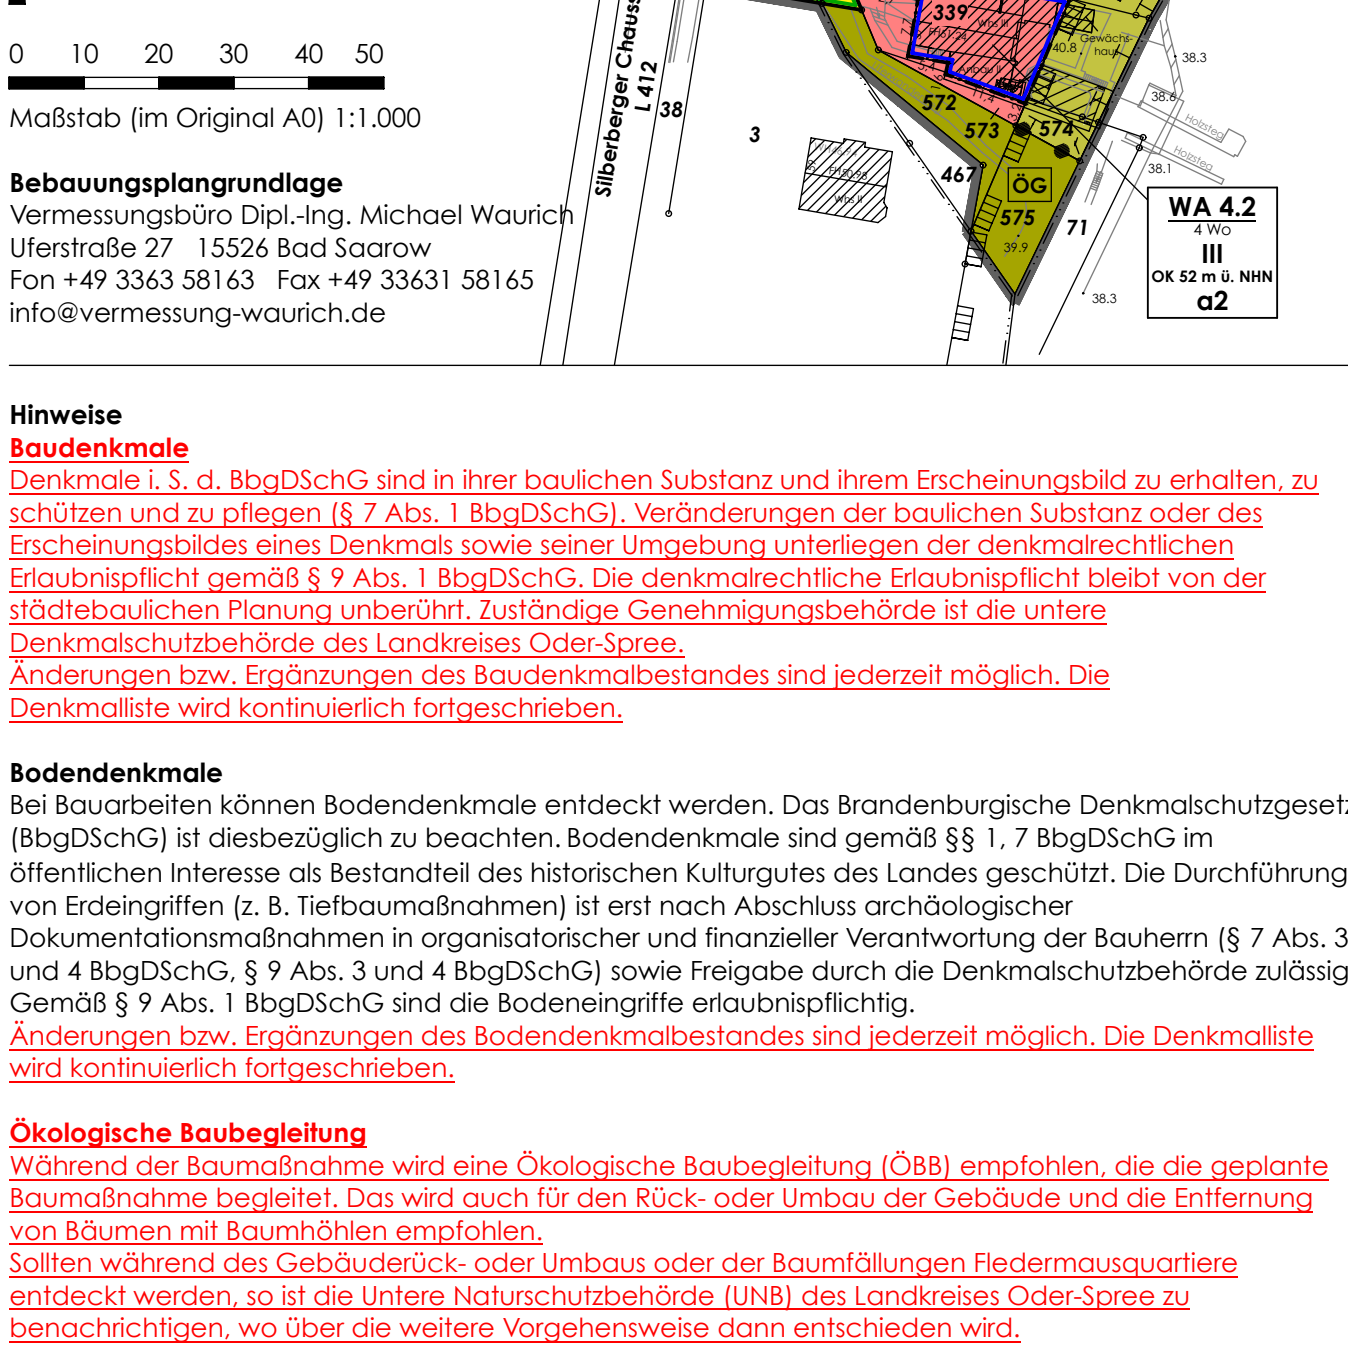 0 10 20 30 40 50
Maßstab (im Original A0) 1:1.000
Bebauungsplangrundlage
Vermessungsbüro Dipl.-Ing. Michael Waurich
Uferstraße 27 15526 Bad Saarow
Fon +49 3363 58163 Fax +49 33631 58165
info@vermessung-waurich.de
Silberberger Chauss
L 412
38
3
339
Whs III
FH61.24
Anbau II
Gewächs-
haus
40.8
38.3
38.6
Holzsteg
Holzsteg
38.1
572
573
574
467
ÖG
575
39.9
71
FH50.98
Whs II
38.3
WA 4.2
4 Wo
III
OK 52 m ü. NHN
a2
Hinweise
Baudenkmale
Denkmale i. S. d. BbgDSchG sind in ihrer baulichen Substanz und ihrem Erscheinungsbild zu erhalten, zu
schützen und zu pflegen (§ 7 Abs. 1 BbgDSchG). Veränderungen der baulichen Substanz oder des
Erscheinungsbildes eines Denkmals sowie seiner Umgebung unterliegen der denkmalrechtlichen
Erlaubnispflicht gemäß § 9 Abs. 1 BbgDSchG. Die denkmalrechtliche Erlaubnispflicht bleibt von der
städtebaulichen Planung unberührt. Zuständige Genehmigungsbehörde ist die untere
Denkmalschutzbehörde des Landkreises Oder-Spree.
Änderungen bzw. Ergänzungen des Baudenkmalbestandes sind jederzeit möglich. Die
Denkmalliste wird kontinuierlich fortgeschrieben.
Bodendenkmale
Bei Bauarbeiten können Bodendenkmale entdeckt werden. Das Brandenburgische Denkmalschutzgesetz
(BbgDSchG) ist diesbezüglich zu beachten. Bodendenkmale sind gemäß §§ 1, 7 BbgDSchG im
öffentlichen Interesse als Bestandteil des historischen Kulturgutes des Landes geschützt. Die Durchführung
von Erdeingriffen (z. B. Tiefbaumaßnahmen) ist erst nach Abschluss archäologischer
Dokumentationsmaßnahmen in organisatorischer und finanzieller Verantwortung der Bauherrn (§ 7 Abs. 3
und 4 BbgDSchG, § 9 Abs. 3 und 4 BbgDSchG) sowie Freigabe durch die Denkmalschutzbehörde zulässig
Gemäß § 9 Abs. 1 BbgDSchG sind die Bodeneingriffe erlaubnispflichtig.
Änderungen bzw. Ergänzungen des Bodendenkmalbestandes sind jederzeit möglich. Die Denkmalliste
wird kontinuierlich fortgeschrieben.
Ökologische Baubegleitung
Während der Baumaßnahme wird eine Ökologische Baubegleitung (ÖBB) empfohlen, die die geplante
Baumaßnahme begleitet. Das wird auch für den Rück- oder Umbau der Gebäude und die Entfernung
von Bäumen mit Baumhöhlen empfohlen.
Sollten während des Gebäuderück- oder Umbaus oder der Baumfällungen Fledermausquartiere
entdeckt werden, so ist die Untere Naturschutzbehörde (UNB) des Landkreises Oder-Spree zu
benachrichtigen, wo über die weitere Vorgehensweise dann entschieden wird.